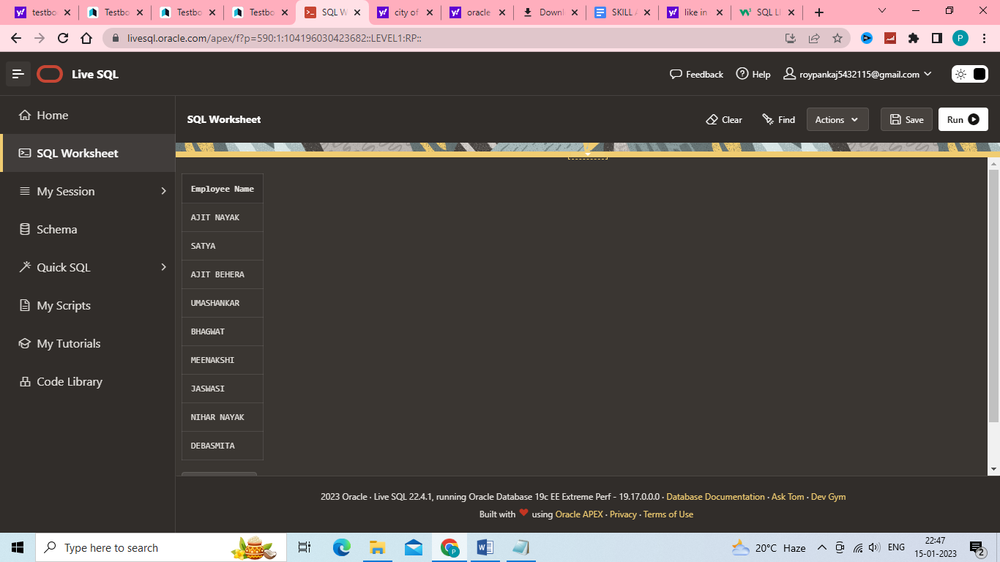 testbo
Testbo
Testbo
Testbo
SQL W
city of
oracle
Downl
SKILL A
like in
SQL LI
livesql.oracle.com/apex/f?p=590:1:104196030423682::LEVEL1:RP::
P
Live SQL
Feedback
Help
roypankaj5432115@gmail.com
Home
SQL Worksheet
My Session
Schema
Quick SQL
My Scripts
My Tutorials
Code Library
SQL Worksheet
Clear
Find
Actions
Save
Run
Employee Name
AJIT NAYAK
SATYA
AJIT BEHERA
UMASHANKAR
BHAGWAT
MEENAKSHI
JASWASI
NIHAR NAYAK
DEBASMITA
2023 Oracle · Live SQL 22.4.1, running Oracle Database 19c EE Extreme Perf - 19.17.0.0.0 · Database Documentation · Ask Tom · Dev Gym
Built with ❤ using Oracle APEX · Privacy · Terms of Use
Type here to search
20°C Haze
ENG
22:47
15-01-2023
2